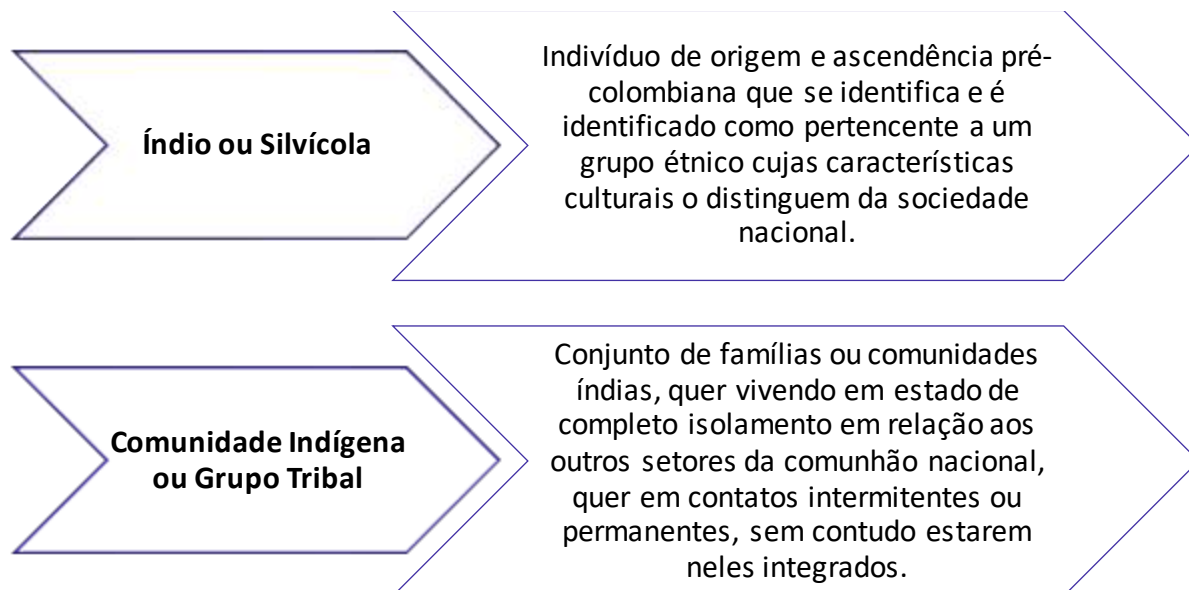 Índio ou Silvícola
Indivíduo de origem e ascendência pré-
colombiana que se identifica e é
identificado como pertencente a um
grupo étnico cujas características
culturais o distinguem da sociedade
nacional.
Comunidade Indígena
ou Grupo Tribal
Conjunto de famílias ou comunidades
índias, quer vivendo em estado de
completo isolamento em relação aos
outros setores da comunhão nacional,
quer em contatos intermitentes ou
permanentes, sem contudo estarem
neles integrados.